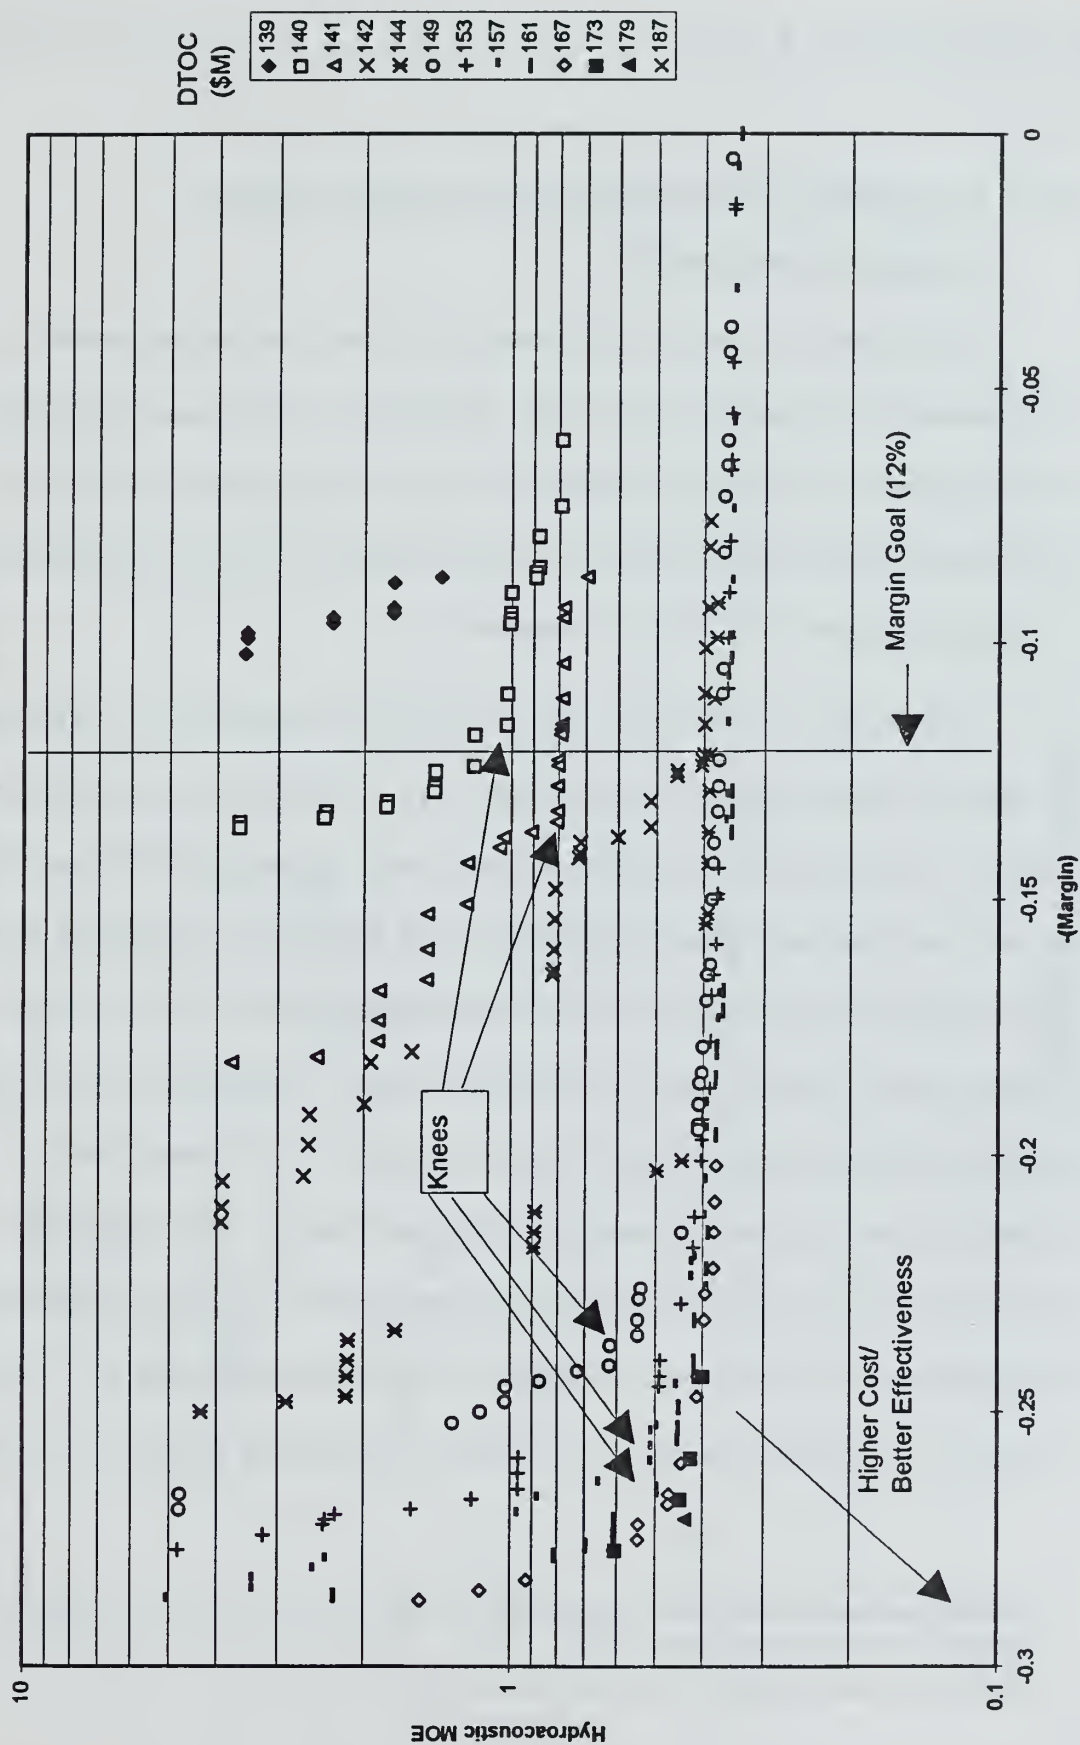 DTOC
($M)
139
140
141
142
144
149
153
157
161
167
173
179
187
10
1
0.1
Hydroacoustic MOE
Knees
Margin Goal (12%)
Higher Cost/
Better Effectiveness
-0.3
-0.25
-0.2
-0.15
-0.1
-0.05
0
-(Margin)